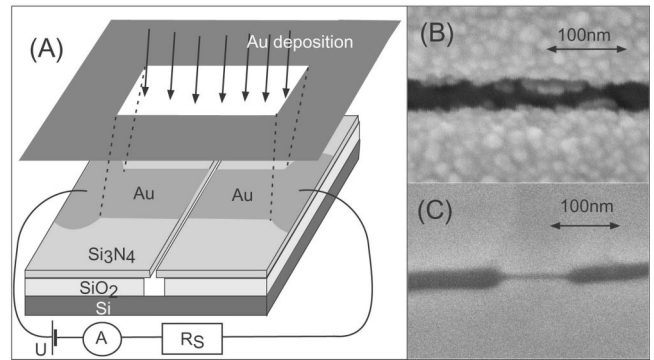 (A)
Au deposition
Au
Au
Si3N4
SiO2
Si
U
A
RS
(B)
100nm
(C)
100nm